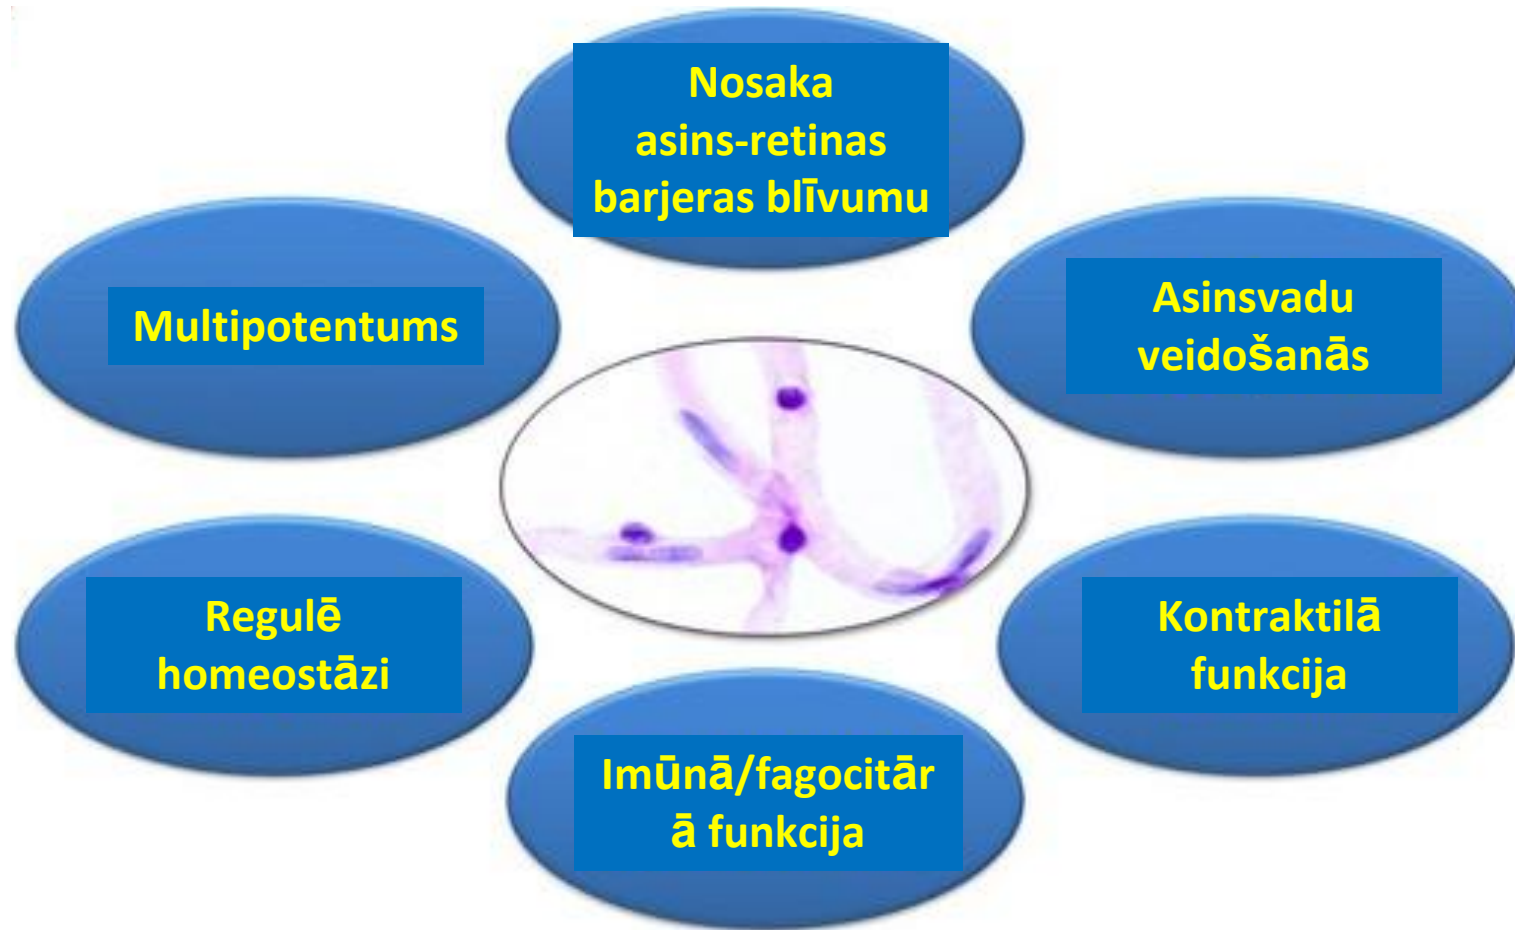 Nosaka
asins-retinas
barjeras blīvumu
Multipotentums
Asinsvadu
veidošanās
Regulē
homeostāzi
Kontraktilā
funkcija
Imūnā/fagocitār
ā funkcija